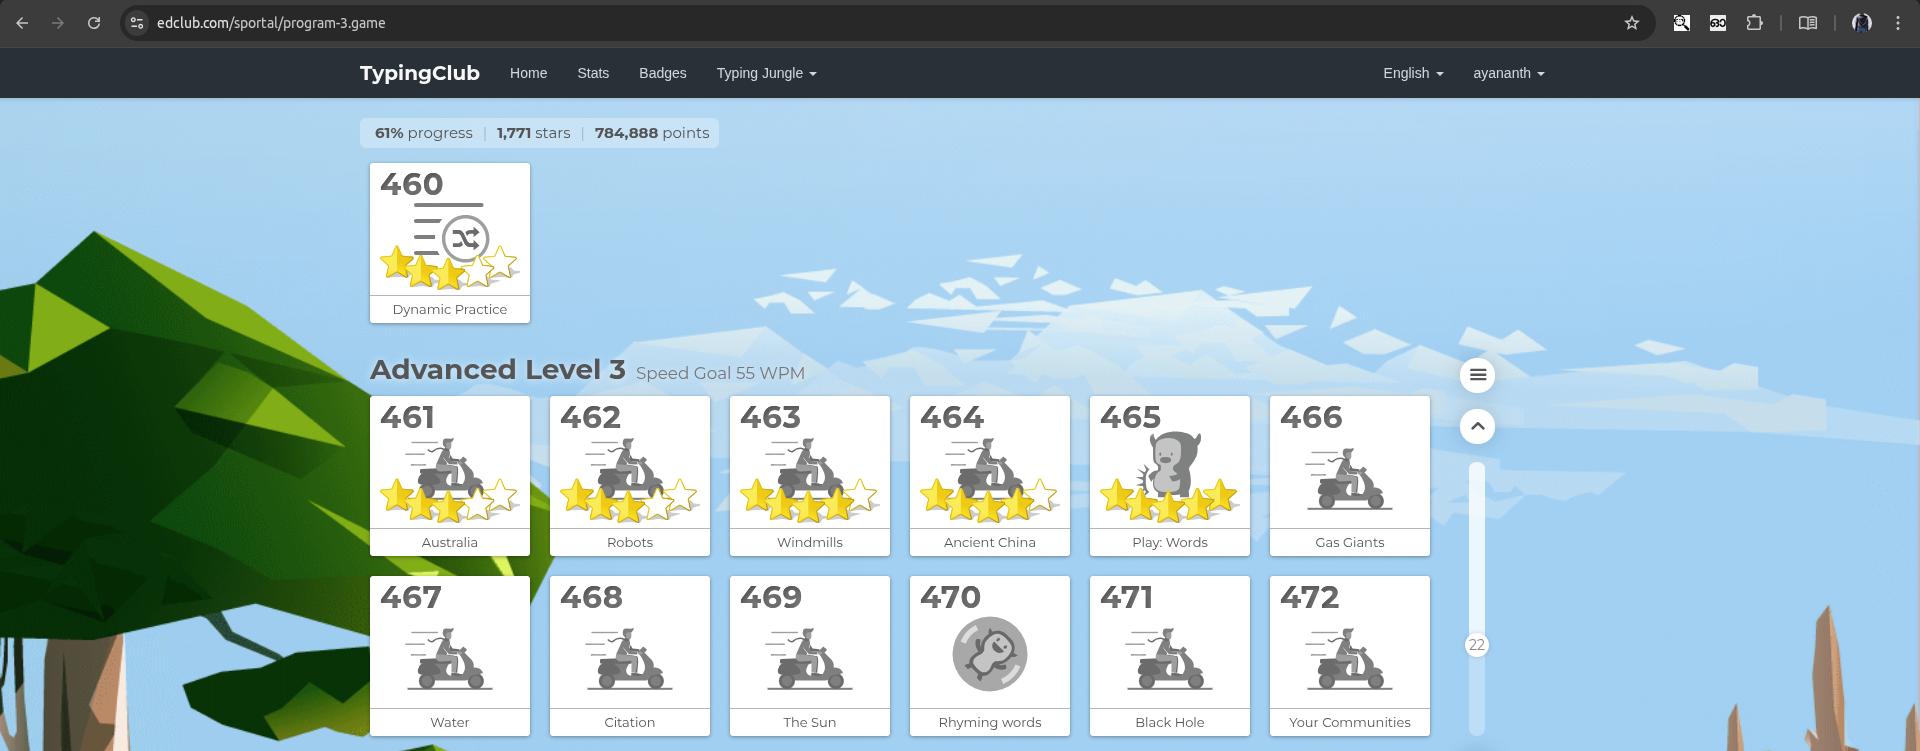 edclub.com/sportal/program-3.game
TypingClub Home Stats Badges Typing Jungle English ayananth
61% progress | 1,771 stars | 784,888 points
460
Dynamic Practice
Advanced Level 3 Speed Goal 55 WPM
461 462 463 464 465 466
Australia Robots Windmills Ancient China Play: Words Gas Giants
467 468 469 470 471 472
22
Water Citation The Sun Rhyming words Black Hole Your Communities